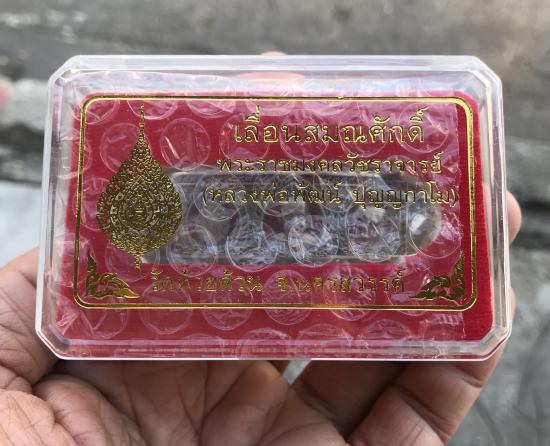 เลื่อนสมณศักดิ์
พระราชมงคลวัชราจารย์
(หลวงพ่อพัฒน์ ปุญฺญกาโม)
วัดห้วยด้วน จ.นครสวรรค์